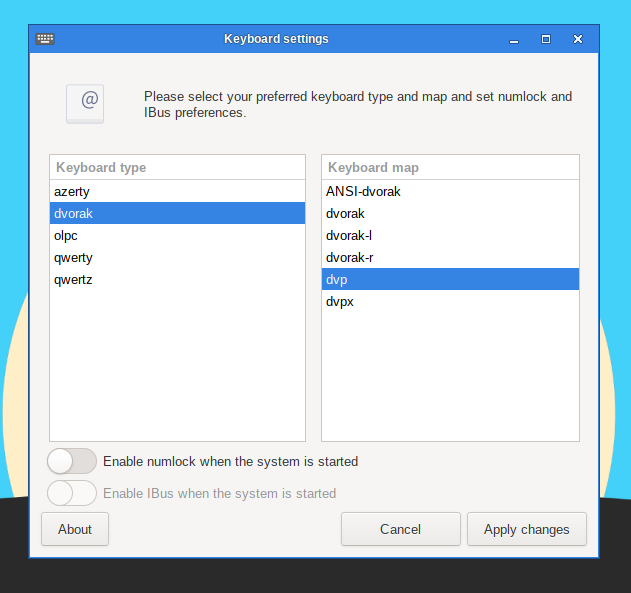 Keyboard settings
@
Please select your preferred keyboard type and map and set numlock and
IBus preferences.
Keyboard type
azerty
dvorak
olpc
qwerty
qwertz
Keyboard map
ANSI-dvorak
dvorak
dvorak-l
dvorak-r
dvp
dvpx
Enable numlock when the system is started
Enable IBus when the system is started
About
Cancel
Apply changes